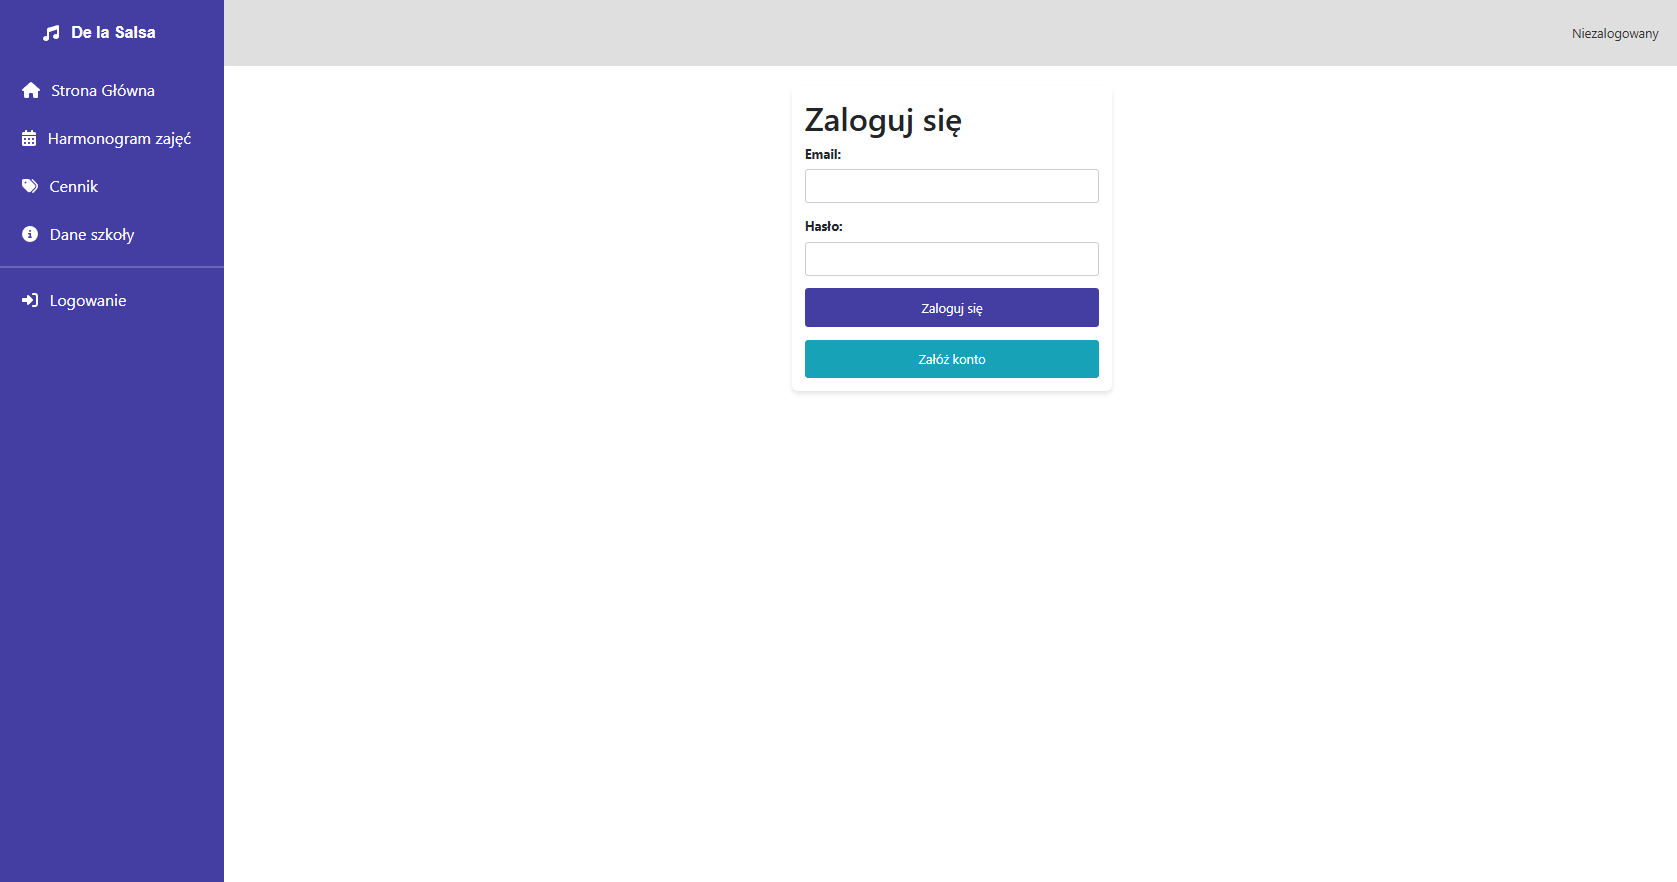 De la Salsa
Niezalogowany
Strona Główna
Harmonogram zajęć
Cennik
Dane szkoły
Logowanie
Zaloguj się
Email:
Hasło:
Zaloguj się
Załóż konto